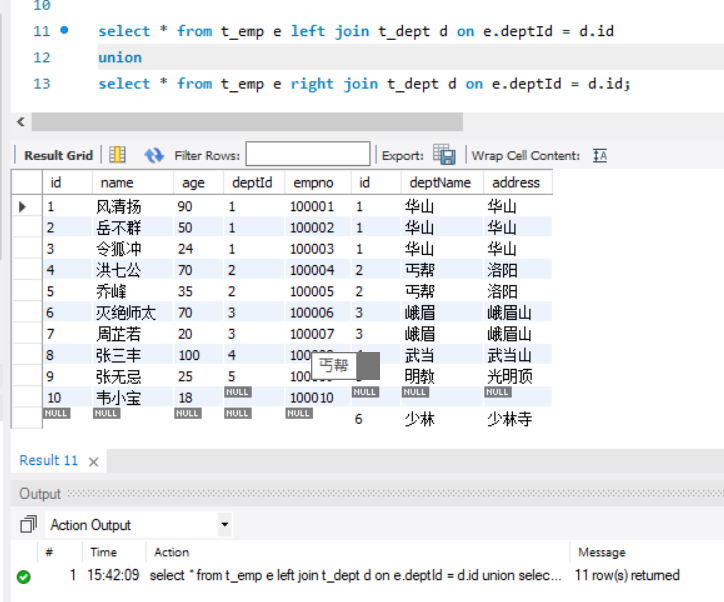 10
11 select * from t_emp e left join t_dept d on e.deptId = d.id
12 union
13 select * from t_emp e right join t_dept d on e.deptId = d.id;
Result Grid Filter Rows: Export: Wrap Cell Content:
id name age deptId empno id deptName address
1 风清扬 90 1 100001 1 华山 华山
2 岳不群 50 1 100002 1 华山 华山
3 令狐冲 24 1 100003 1 华山 华山
4 洪七公 70 2 100004 2 丐帮 洛阳
5 乔峰 35 2 100005 2 丐帮 洛阳
6 灭绝师太 70 3 100006 3 峨眉 峨眉山
7 周芷若 20 3 100007 3 峨眉 峨眉山
8 张三丰 100 4 武当 武当山
丐帮
9 张无忌 25 5 明教 光明顶
10 韦小宝 18 NULL 100010 NULL NULL NULL
NULL NULL NULL NULL NULL 6 少林 少林寺
Result 11
Output
Action Output
# Time Action Message
1 15:42:09 select * from t_emp e left join t_dept d on e.deptId = d.id union selec... 11 row(s) returned